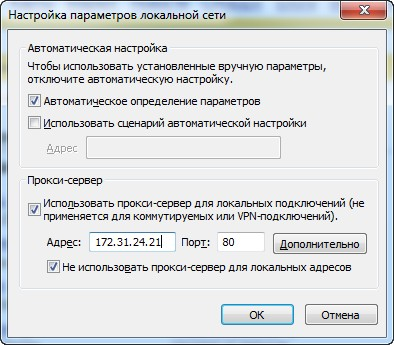 Настройка параметров локальной сети
Автоматическая настройка
Чтобы использовать установленные вручную параметры,
отключите автоматическую настройку.
Автоматическое определение параметров
Использовать сценарий автоматической настройки
Адрес
Прокси-сервер
Использовать прокси-сервер для локальных подключений (не
применяется для коммутируемых или VPN-подключений).
Адрес: 172.31.24.21 Порт: 80 Дополнительно
Не использовать прокси-сервер для локальных адресов
OK Отмена